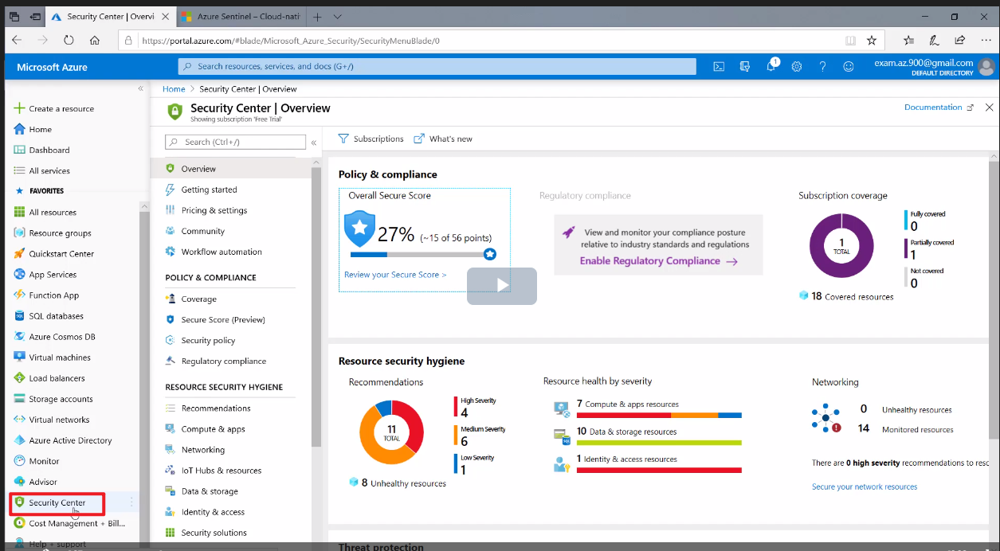 Security Center | Overvi
Azure Sentinel – Cloud-nati
https://portal.azure.com/#blade/Microsoft_Azure_Security/SecurityMenuBlade/0
Microsoft Azure
Search resources, services, and docs (G+/)
1
exam.az.900@gmail.com
DEFAULT DIRECTORY
Create a resource
Home
Dashboard
All services
FAVORITES
All resources
Resource groups
Quickstart Center
App Services
Function App
SQL databases
Azure Cosmos DB
Virtual machines
Load balancers
Storage accounts
Virtual networks
Azure Active Directory
Monitor
Advisor
Security Center
Cost Management + Bill...
Help + support
Home > Security Center | Overview
Security Center | Overview
Showing subscription 'Free Trial'
Documentation
Search (Ctrl+/)
Overview
Getting started
Pricing & settings
Community
Workflow automation
POLICY & COMPLIANCE
Coverage
Secure Score (Preview)
Security policy
Regulatory compliance
RESOURCE SECURITY HYGIENE
Recommendations
Compute & apps
Networking
IoT Hubs & resources
Data & storage
Identity & access
Security solutions
Subscriptions
What's new
Policy & compliance
Overall Secure Score
27% (~15 of 56 points)
Review your Secure Score >
Regulatory compliance
View and monitor your compliance posture
relative to industry standards and regulations
Enable Regulatory Compliance
Subscription coverage
1
TOTAL
Fully covered
0
Partially covered
1
Not covered
0
18 Covered resources
Resource security hygiene
Recommendations
11
TOTAL
High Severity
4
Medium Severity
6
Low Severity
1
8 Unhealthy resources
Resource health by severity
7 Compute & apps resources
10 Data & storage resources
1 Identity & access resources
Networking
0 Unhealthy resources
14 Monitored resources
There are 0 high severity recommendations to resc
Secure your network resources
Threat protection